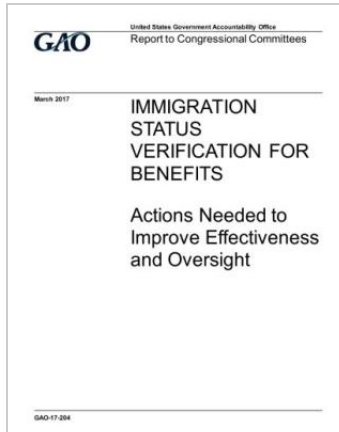 United States Government Accountability Office
GAO
Report to Congressional Committees
March 2017
IMMIGRATION
STATUS
VERIFICATION FOR
BENEFITS
Actions Needed to
Improve Effectiveness
and Oversight
GAO-17-204